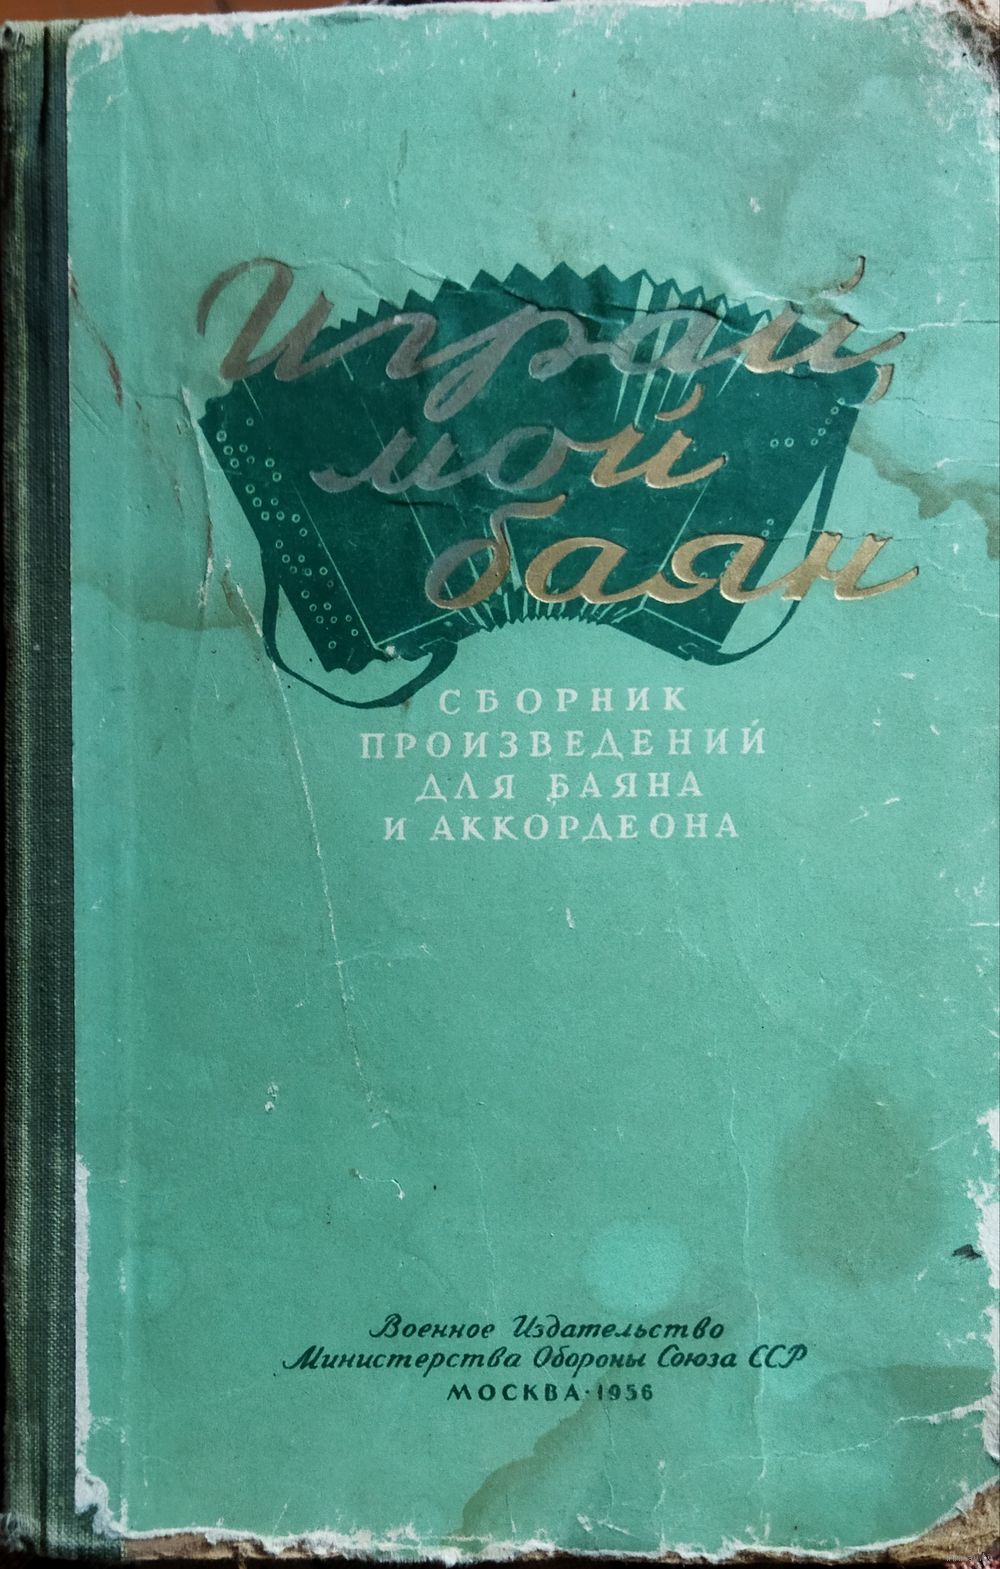 Играй,
мой
баян
СБОРНИК
ПРОИЗВЕДЕНИЙ
ДЛЯ БАЯНА
И АККОРДЕОНА
Военное Издательство
Министерства Обороны Союза ССР
МОСКВА·1956